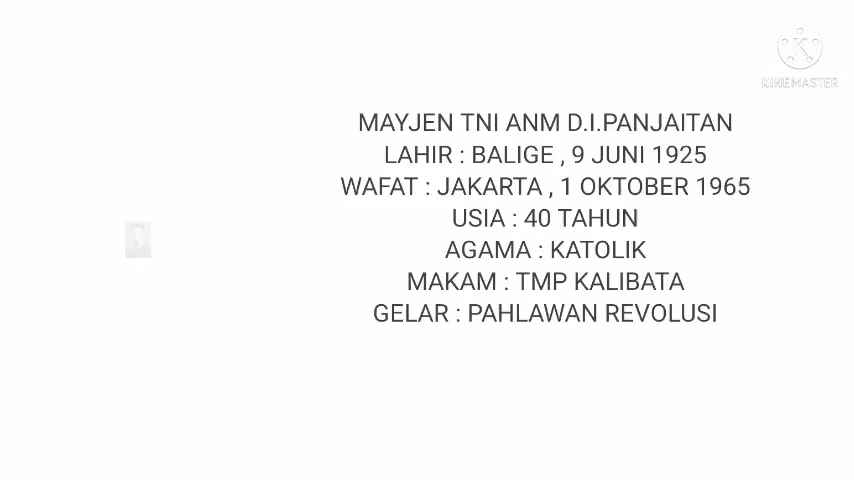 KINEMASTER
MAYJEN TNI ANM D.I.PANJAITAN
LAHIR : BALIGE , 9 JUNI 1925
WAFAT : JAKARTA , 1 OKTOBER 1965
USIA : 40 TAHUN
AGAMA : KATOLIK
MAKAM : TMP KALIBATA
GELAR : PAHLAWAN REVOLUSI